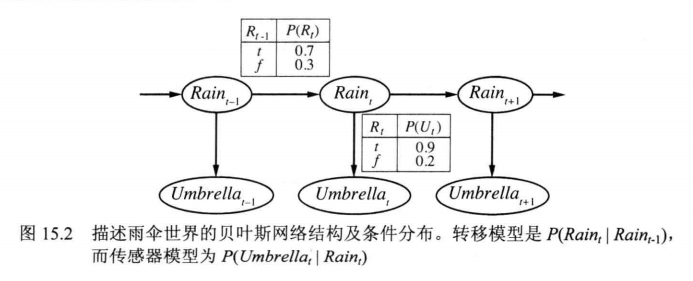 R_{t-1} P(R_t)
t 0.7
f 0.3
Rain_{t-1} Rain_t Rain_{t+1}
R_t P(U_t)
t 0.9
f 0.2
Umbrella_{t-1} Umbrella_t Umbrella_{t+1}
图 15.2 描述雨伞世界的贝叶斯网络结构及条件分布。转移模型是 P(Rain_t | Rain_{t-1}),
而传感器模型为 P(Umbrella_t | Rain_t)